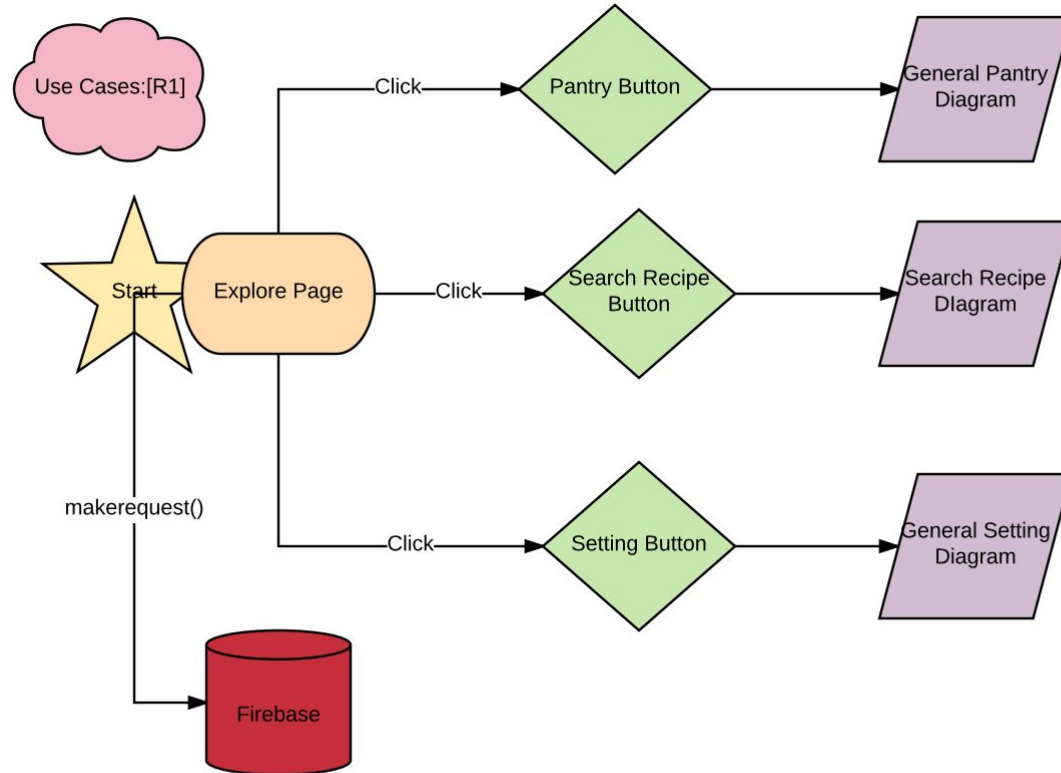 Use Cases:[R1]
Click
Pantry Button
General Pantry
Diagram
Start
Explore Page
Click
Search Recipe
Button
Search Recipe
DIagram
makerequest()
Click
Setting Button
General Setting
Diagram
Firebase